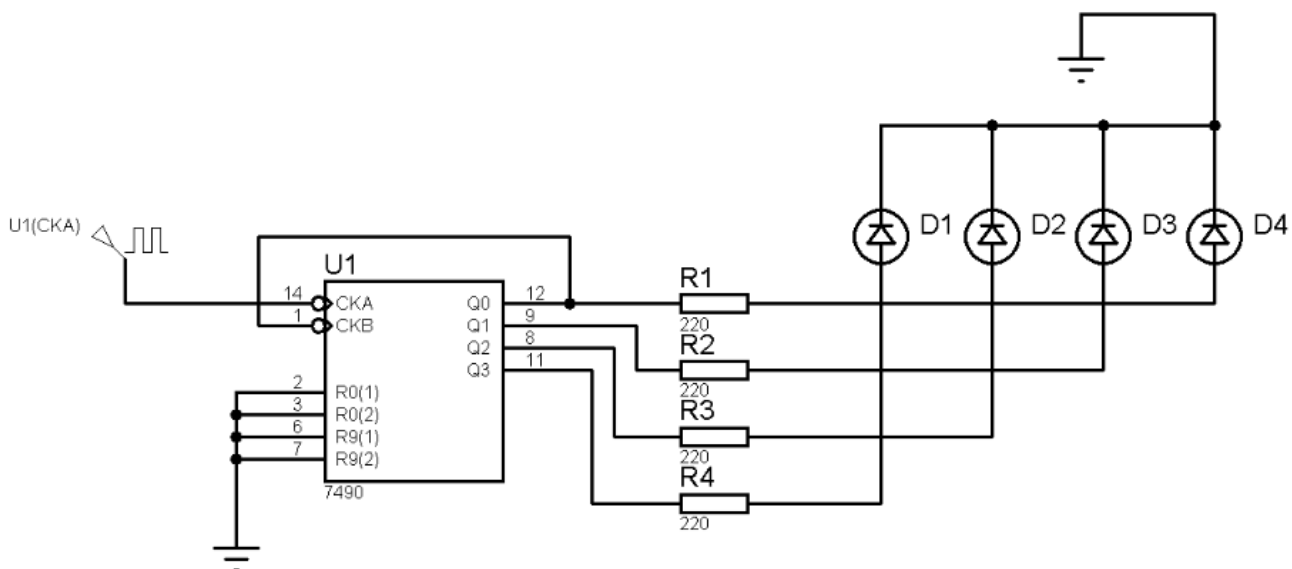 D1
D2
D3
D4
U1(CKA)
U1
14
CKA
1
CKB
2
R0(1)
3
R0(2)
6
R9(1)
7
R9(2)
Q0
12
Q1
9
Q2
8
Q3
11
7490
R1
220
R2
220
R3
220
R4
220